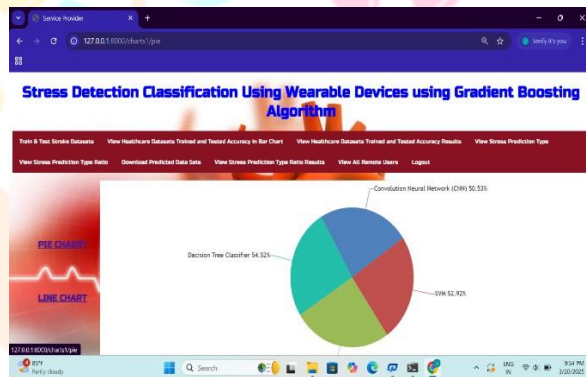 Service Provider
127.0.0.1:8000/charts1/pie
Verify it's you
Stress Detection Classification Using Wearable Devices using Gradient Boosting
Algorithm
Train & Test Stroke Datasets View Healthcare Datasets Trained and Tested Accuracy in Bar Chart View Healthcare Datasets Trained and Tested Accuracy Results View Stress Prediction Type
View Stress Prediction Type Ratio Download Predicted Data Sets View Stress Prediction Type Ratio Results View All Remote Users Logout
Convolution Neural Network (CNN) 50.53%
PIE CHART
Decision Tree Classifier 54.52%
SVM 52.92%
LINE CHART
127.0.0.1:8000/charts1/pie
85°F
Partly cloudy
Search
ENG
IN
9:54 PM